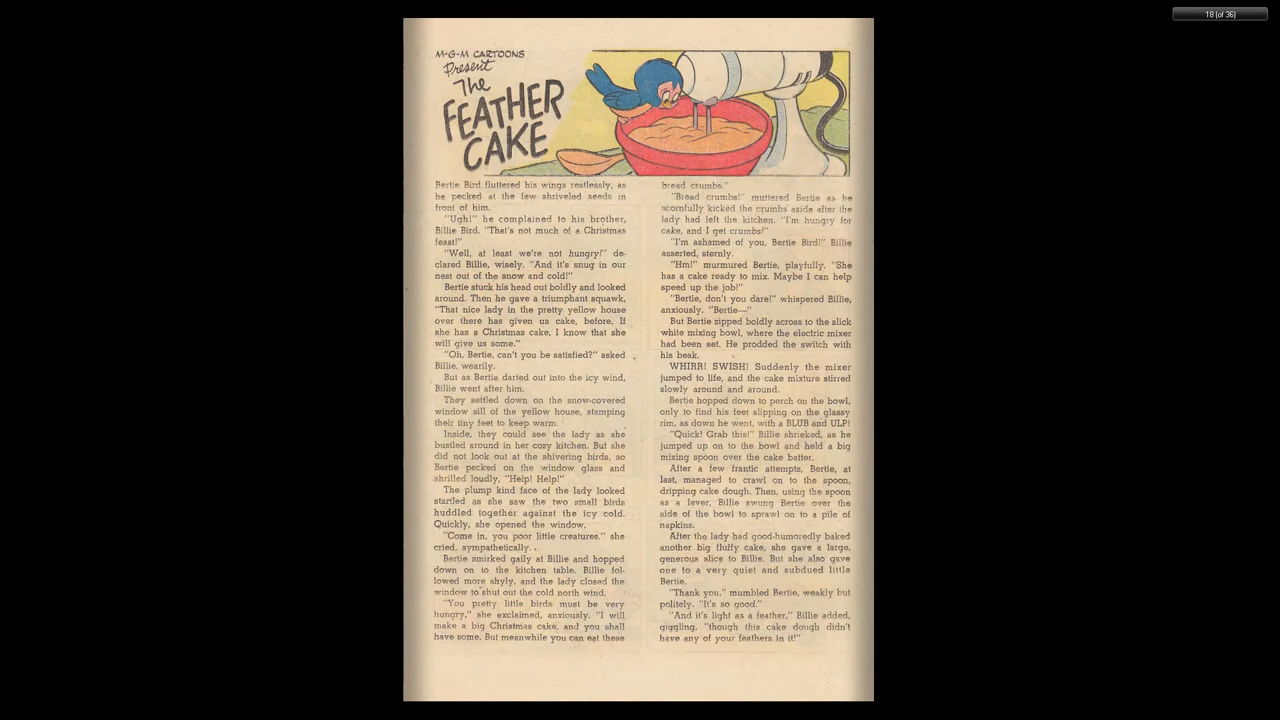 18 (of 36)
M·G·M CARTOONS
Present
The
FEATHER
CAKE
Bertie Bird fluttered his wings restlessly, as
he pecked at the few shriveled seeds in
front of him.
"Ugh!" he complained to his brother,
Billie Bird. "That's not much of a Christmas
feast!"
"Well, at least we're not hungry!" de-
clared Billie, wisely. "And it's snug in our
nest out of the snow and cold!"
Bertie stuck his head out boldly and looked
around. Then he gave a triumphant squawk,
"That nice lady in the pretty yellow house
over there has given us cake, before. If
she has a Christmas cake, I know that she
will give us some."
"Oh, Bertie, can't you be satisfied?" asked
Billie, wearily.
But as Bertie darted out into the icy wind,
Billie went after him.
They settled down on the snow-covered
window sill of the yellow house, stamping
their tiny feet to keep warm.
Inside, they could see the lady as she
bustled around in her cozy kitchen. But she
did not look out at the shivering birds, so
Bertie pecked on the window glass and
shrilled loudly, "Help! Help!"
The plump kind face of the lady looked
startled as she saw the two small birds
huddled together against the icy cold.
Quickly, she opened the window.
"Come in, you poor little creatures," she
cried, sympathetically.
Bertie smirked gaily at Billie and hopped
down on to the kitchen table. Billie fol-
lowed more shyly, and the lady closed the
window to shut out the cold north wind.
"You pretty little birds must be very
hungry," she exclaimed, anxiously. "I will
make a big Christmas cake, and you shall
have some. But meanwhile you can eat these
bread crumbs."
"Bread crumbs!" muttered Bertie as he
scornfully kicked the crumbs aside after the
lady had left the kitchen. "I'm hungry for
cake, and I get crumbs!"
"I'm ashamed of you, Bertie Bird!" Billie
asserted, sternly.
"Hm!" murmured Bertie, playfully. "She
has a cake ready to mix. Maybe I can help
speed up the job!"
"Bertie, don't you dare!" whispered Billie,
anxiously. "Bertie—"
But Bertie zipped boldly across to the slick
white mixing bowl, where the electric mixer
had been set. He prodded the switch with
his beak.
WHIRR! SWISH! Suddenly the mixer
jumped to life, and the cake mixture stirred
slowly around and around.
Bertie hopped down to perch on the bowl,
only to find his feet slipping on the glassy
rim, as down he went, with a BLUB and ULP!
"Quick! Grab this!" Billie shrieked, as he
jumped up on to the bowl and held a big
mixing spoon over the cake batter.
After a few frantic attempts, Bertie, at
last, managed to crawl on to the spoon,
dripping cake dough. Then, using the spoon
as a lever, Billie swung Bertie over the
side of the bowl to sprawl on to a pile of
napkins.
After the lady had good-humoredly baked
another big fluffy cake, she gave a large,
generous slice to Billie. But she also gave
one to a very quiet and subdued little
Bertie.
"Thank you," mumbled Bertie, weakly but
politely. "It's so good."
"And it's light as a feather," Billie added,
giggling, "though this cake dough didn't
have any of your feathers in it!"